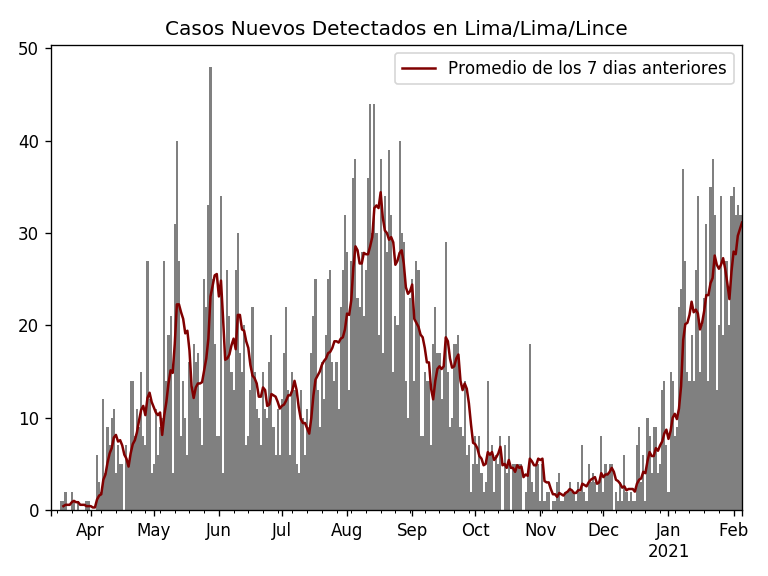 Casos Nuevos Detectados en Lima/Lima/Lince
Promedio de los 7 dias anteriores
50
40
30
20
10
0
Apr May Jun Jul Aug Sep Oct Nov Dec Jan Feb
2021